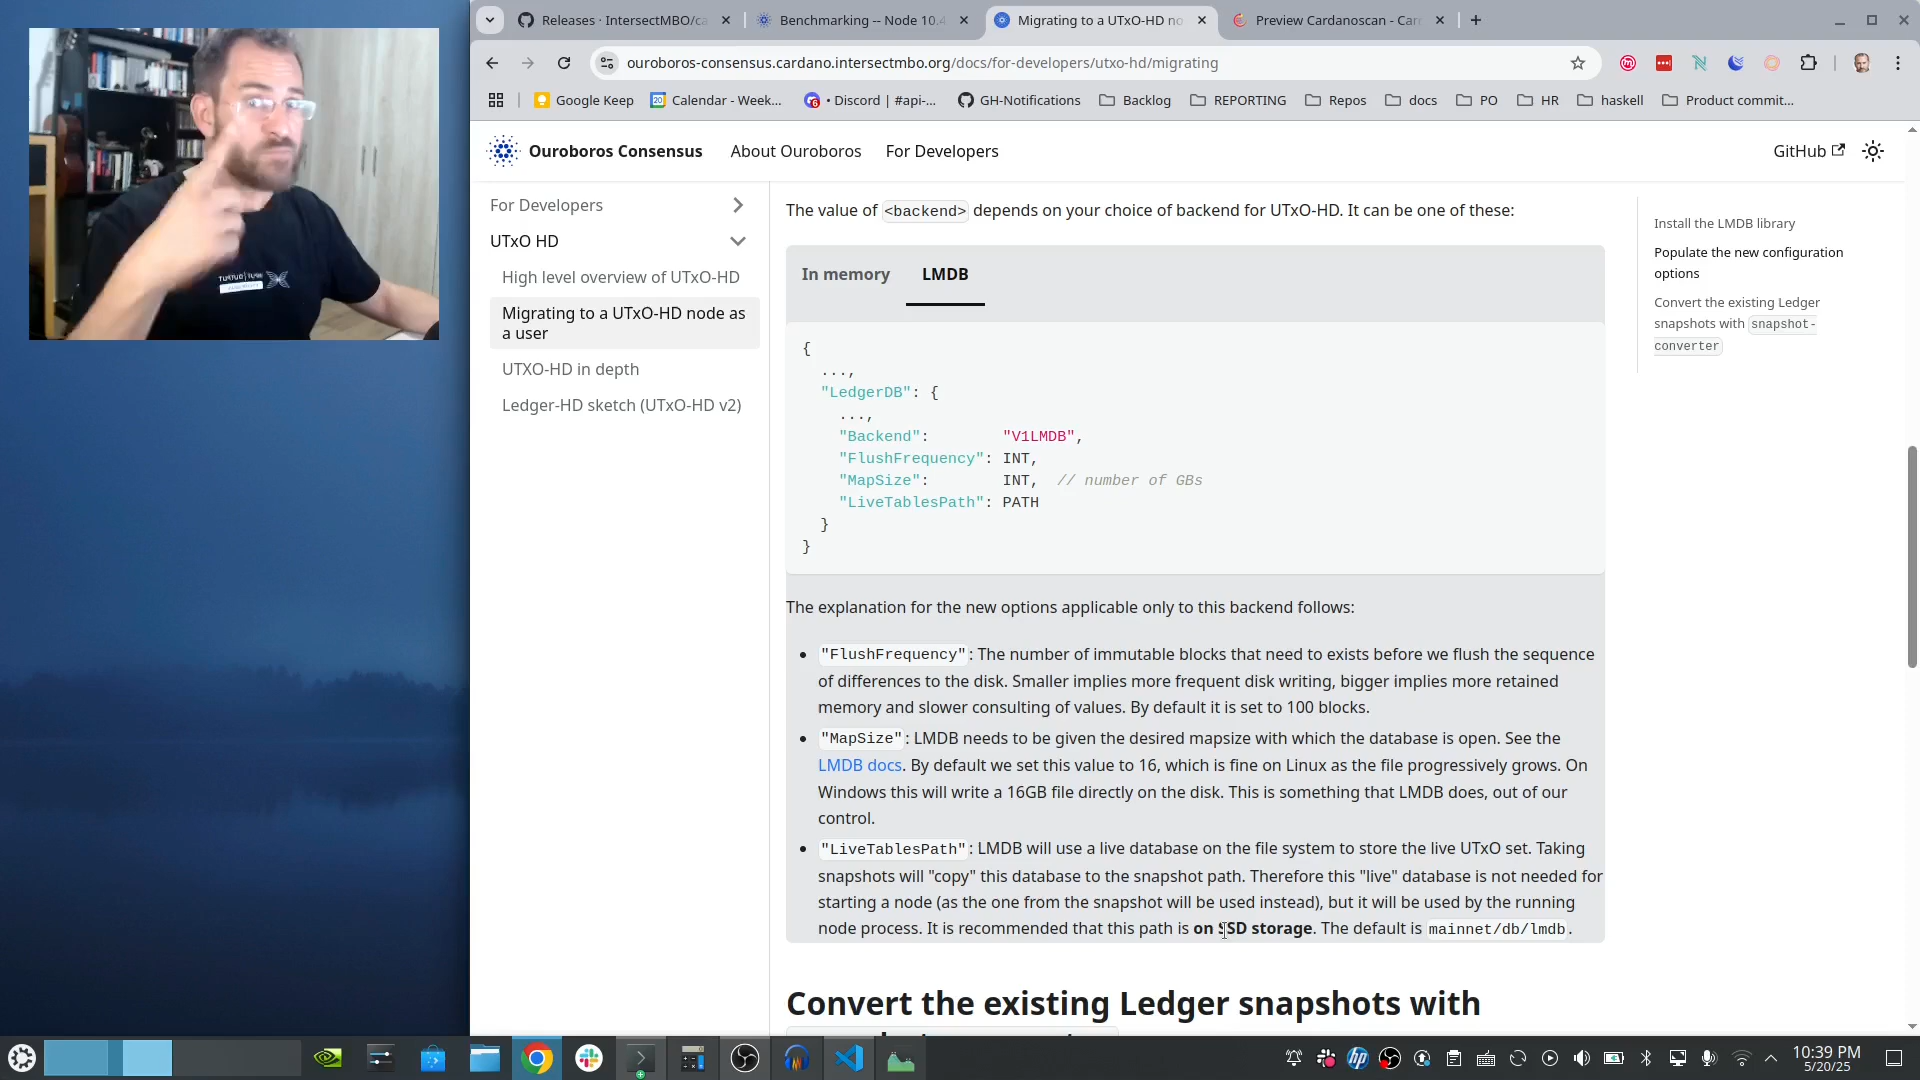 Releases · IntersectMBO/ca
Benchmarking -- Node 10.4
Migrating to a UTxO-HD no
Preview Cardanoscan - Car
ouroboros-consensus.cardano.intersectmbo.org/docs/for-developers/utxo-hd/migrating
Google Keep
Calendar - Week...
• Discord | #api-...
GH-Notifications
Backlog
REPORTING
Repos
docs
PO
HR
haskell
Product commit...
Ouroboros Consensus
About Ouroboros
For Developers
GitHub
For Developers
UTxO HD
High level overview of UTxO-HD
Migrating to a UTxO-HD node as
a user
UTXO-HD in depth
Ledger-HD sketch (UTxO-HD v2)
The value of <backend> depends on your choice of backend for UTxO-HD. It can be one of these:
In memory
LMDB
{
...,
"LedgerDB": {
...,
"Backend": "V1LMDB",
"FlushFrequency": INT,
"MapSize": INT, // number of GBs
"LiveTablesPath": PATH
}
}
The explanation for the new options applicable only to this backend follows:
• "FlushFrequency": The number of immutable blocks that need to exists before we flush the sequence
of differences to the disk. Smaller implies more frequent disk writing, bigger implies more retained
memory and slower consulting of values. By default it is set to 100 blocks.
• "MapSize": LMDB needs to be given the desired mapsize with which the database is open. See the
LMDB docs. By default we set this value to 16, which is fine on Linux as the file progressively grows. On
Windows this will write a 16GB file directly on the disk. This is something that LMDB does, out of our
control.
• "LiveTablesPath": LMDB will use a live database on the file system to store the live UTxO set. Taking
snapshots will "copy" this database to the snapshot path. Therefore this "live" database is not needed for
starting a node (as the one from the snapshot will be used instead), but it will be used by the running
node process. It is recommended that this path is on SSD storage. The default is mainnet/db/lmdb.
Convert the existing Ledger snapshots with
Install the LMDB library
Populate the new configuration
options
Convert the existing Ledger
snapshots with snapshot-
converter
10:39 PM
5/20/25